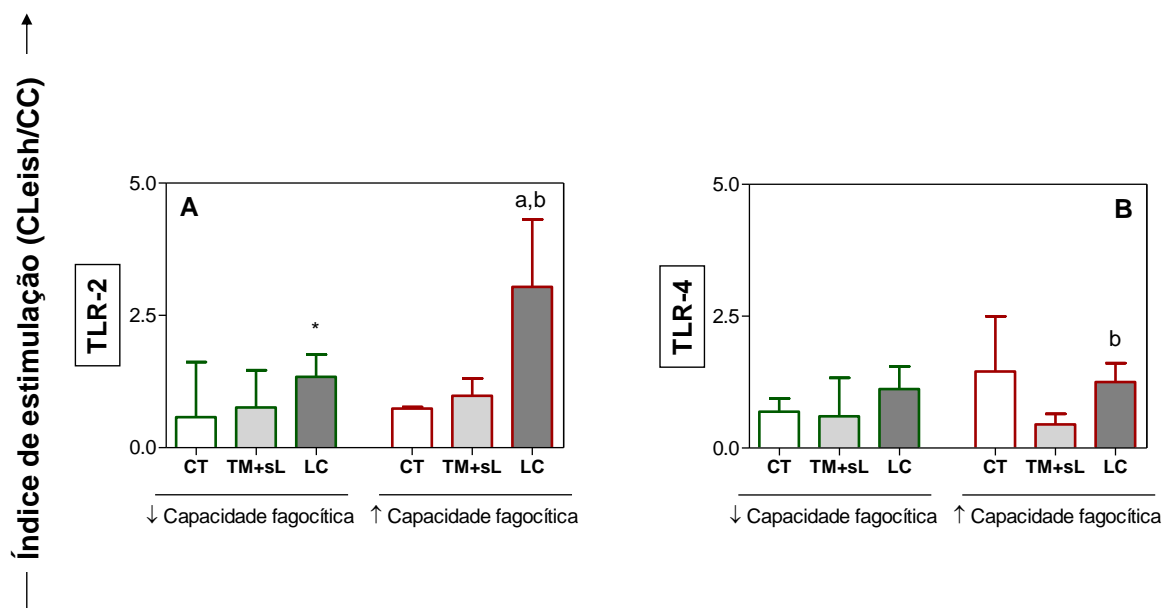 Índice de estimulação (CLeish/CC)
TLR-2
A
5.0
2.5
0.0
*
a,b
CT TM+sL LC CT TM+sL LC
↓ Capacidade fagocítica ↑ Capacidade fagocítica
TLR-4
B
5.0
2.5
0.0
b
CT TM+sL LC CT TM+sL LC
↓ Capacidade fagocítica ↑ Capacidade fagocítica